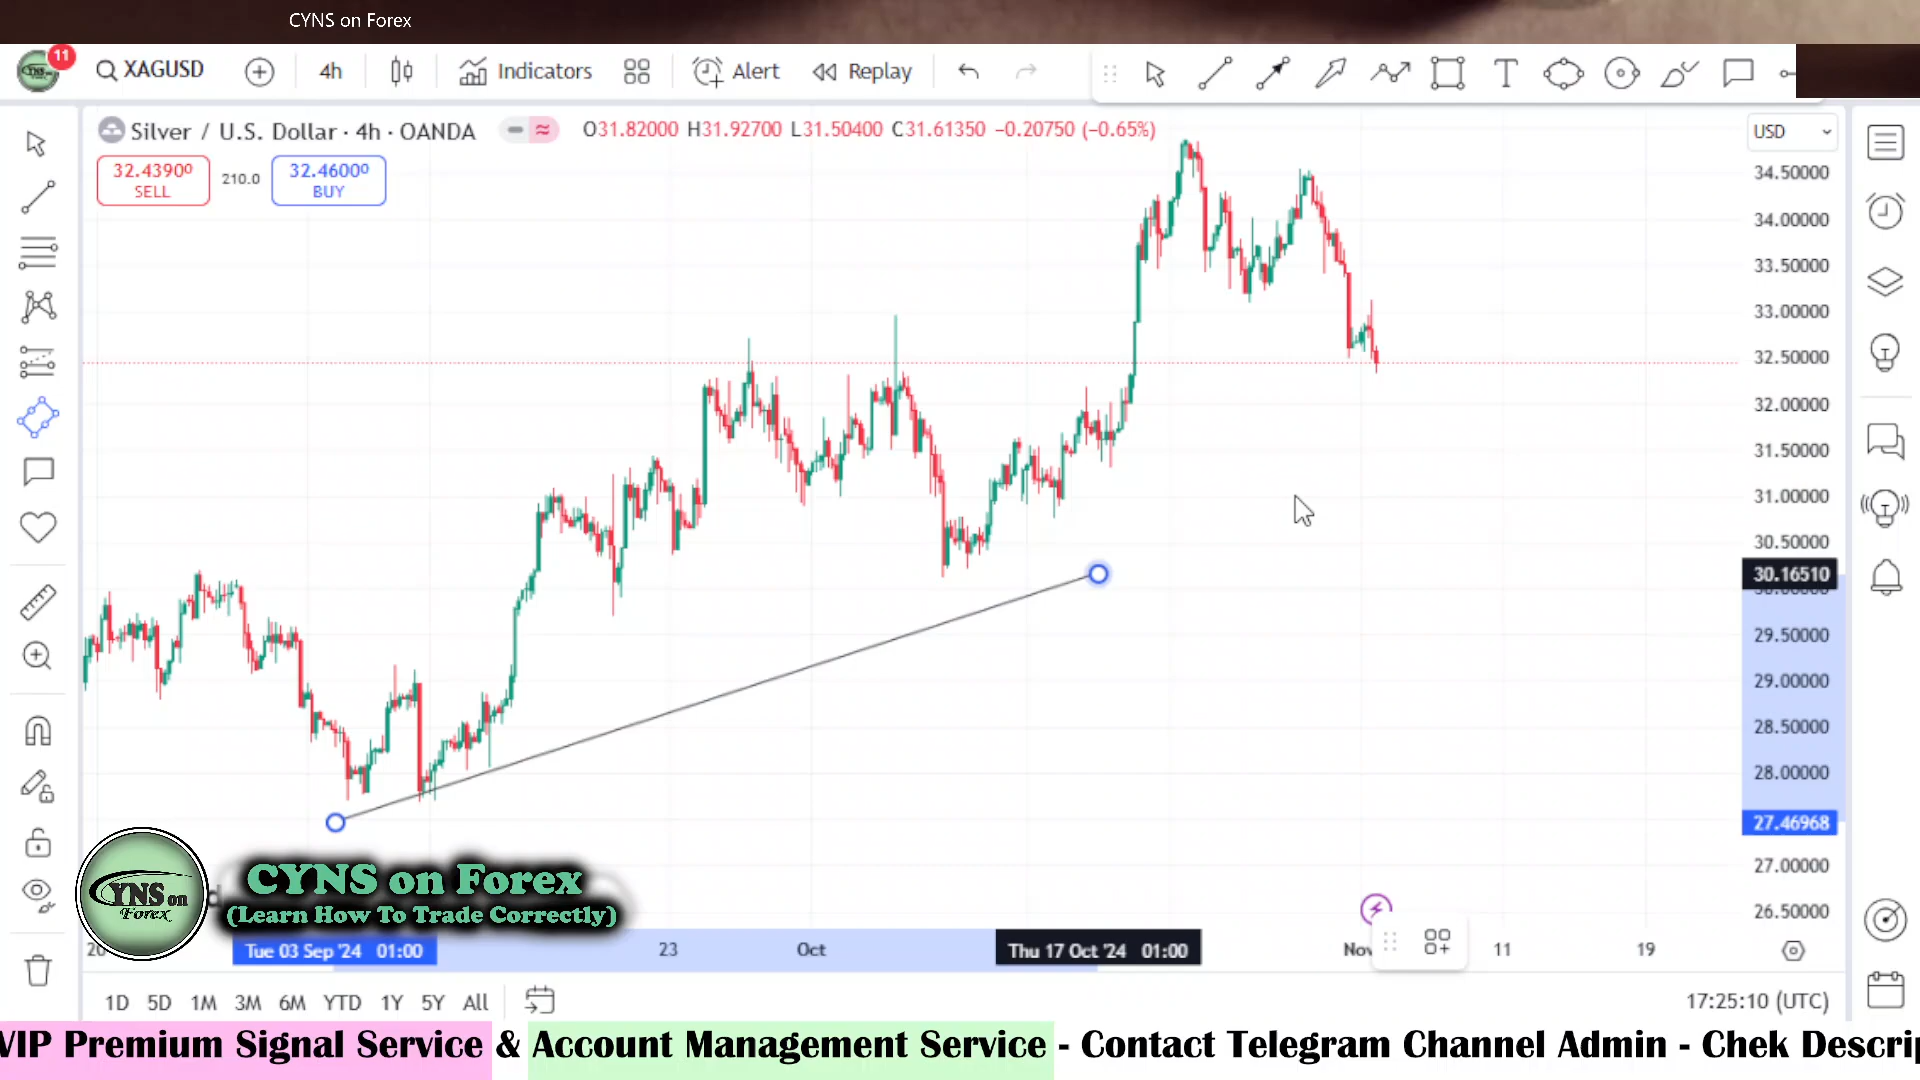 CYNS on Forex
11
XAGUSD
4h
Indicators
Alert
Replay
Silver / U.S. Dollar · 4h · OANDA
O31.82000 H31.92700 L31.50400 C31.61350 −0.20750 (−0.65%)
USD
32.43900
SELL
210.0
32.46000
BUY
34.50000
34.00000
33.50000
33.00000
32.50000
32.00000
31.50000
31.00000
30.50000
30.16510
29.50000
29.00000
28.50000
28.00000
27.46968
27.00000
26.50000
CYNS on Forex
(Learn How To Trade Correctly)
YNS on
Forex
Tue 03 Sep '24 01:00
23
Oct
Thu 17 Oct '24 01:00
Nov
11
19
1D 5D 1M 3M 6M YTD 1Y 5Y All
17:25:10 (UTC)
VIP Premium Signal Service & Account Management Service - Contact Telegram Channel Admin - Chek Descrip